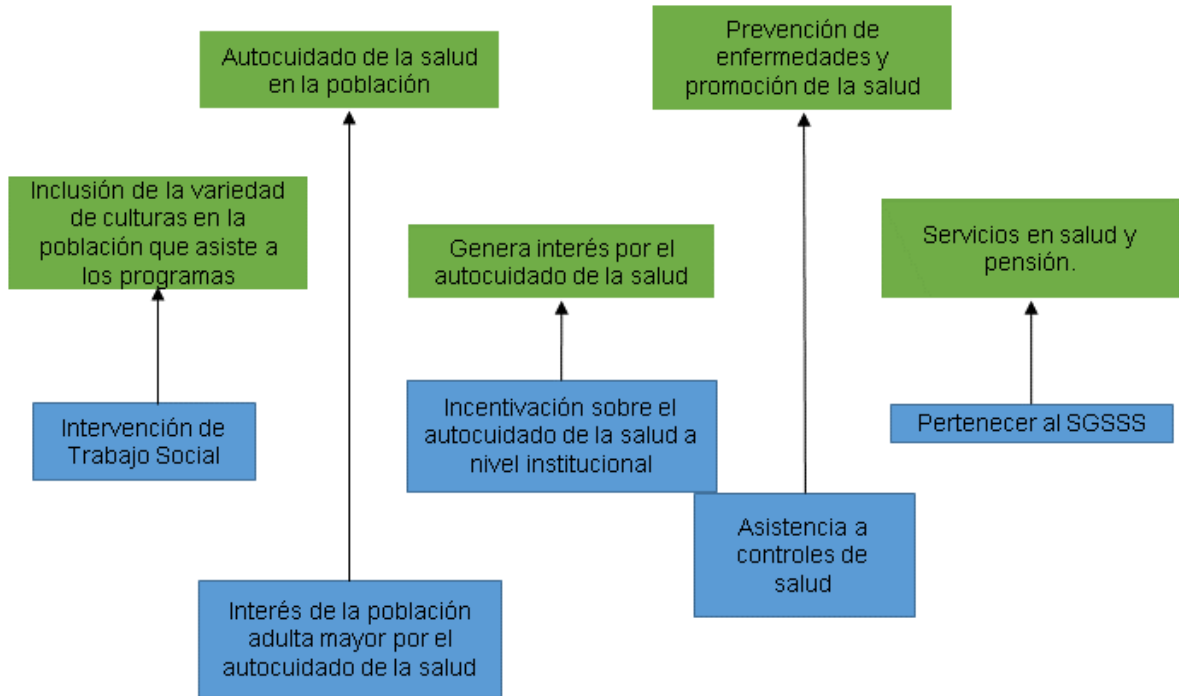 Autocuidado de la salud
en la población
Prevención de
enfermedades y
promoción de la salud
Inclusión de la variedad
de culturas en la
población que asiste a
los programas
Genera interés por el
autocuidado de la salud
Servicios en salud y
pensión.
Intervención de
Trabajo Social
Incentivación sobre el
autocuidado de la salud a
nivel institucional
Pertenecer al SGSSS
Asistencia a
controles de
salud
Interés de la población
adulta mayor por el
autocuidado de la salud